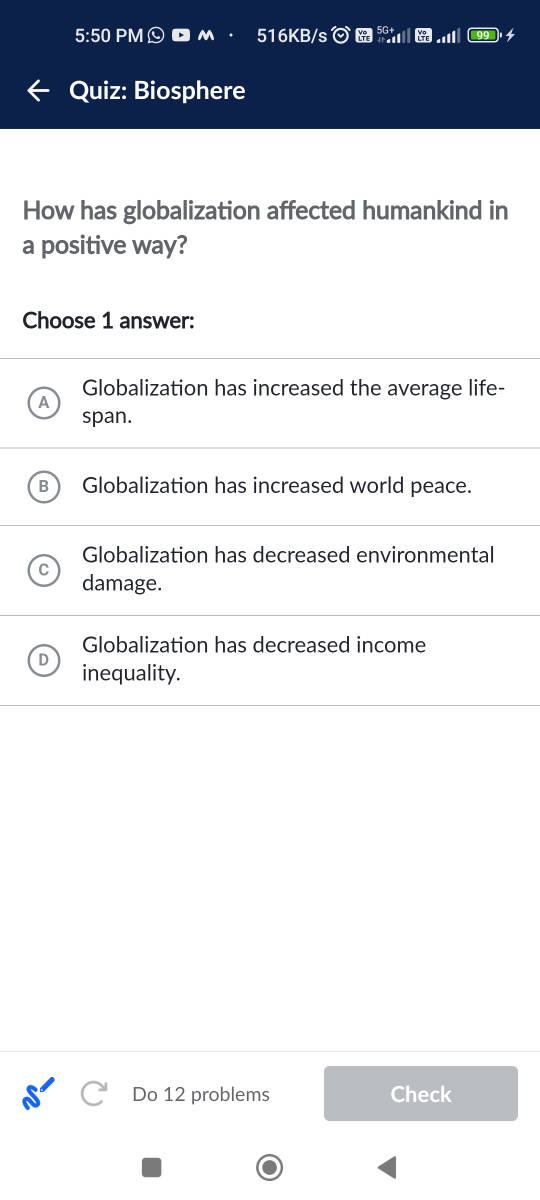 5:50 PM 516KB/s Vo LTE 5G+ Vo LTE 99
Quiz: Biosphere
How has globalization affected humankind in
a positive way?
Choose 1 answer:
A Globalization has increased the average life-
span.
B Globalization has increased world peace.
C Globalization has decreased environmental
damage.
D Globalization has decreased income
inequality.
Do 12 problems Check